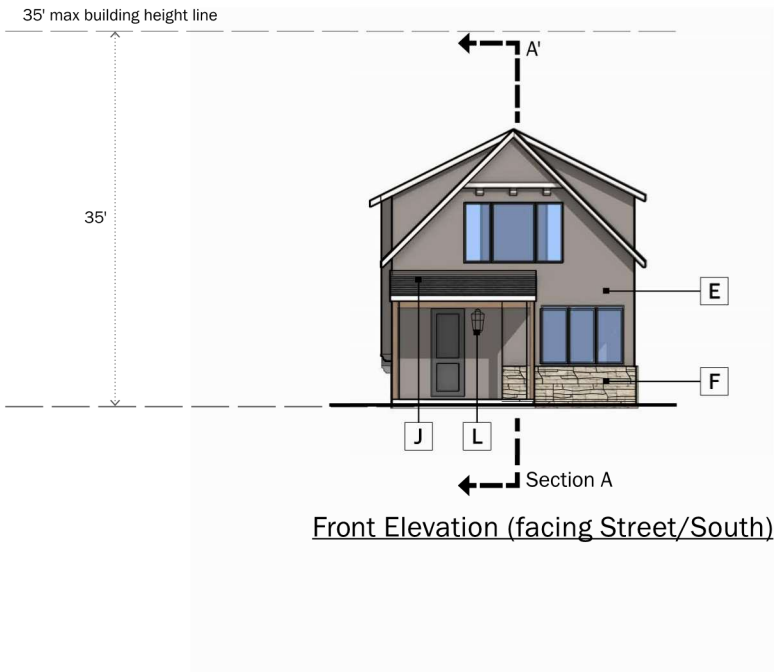 35' max building height line
A'
35'
E
F
J
L
Section A
Front Elevation (facing Street/South)